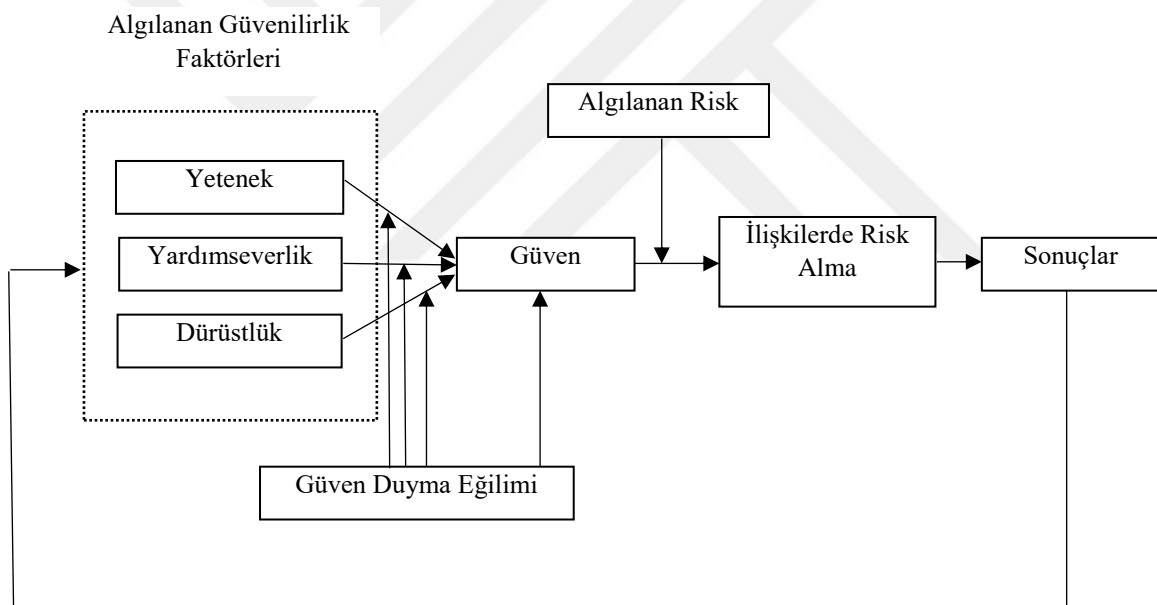 Algılanan Güvenilirlik
Faktörleri
Algılanan Risk
Yetenek
Yardımseverlik
Dürüstlük
Güven
İlişkilerde Risk
Alma
Sonuçlar
Güven Duyma Eğilimi